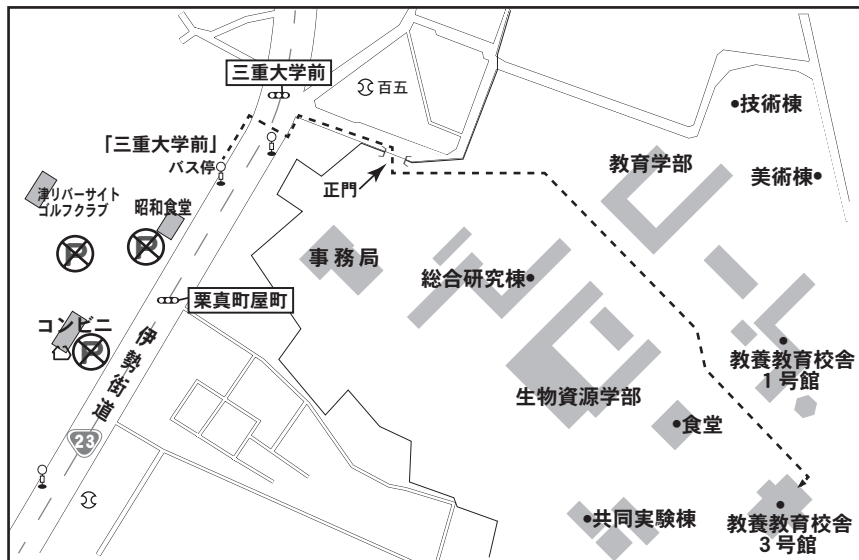 三重大学前
百五
「三重大学前」
バス停
正門
技術棟
教育学部
美術棟
津リバーサイト
ゴルフクラブ
昭和食堂
事務局
総合研究棟
コンビニ
栗真町屋町
伊勢街道
23
生物資源学部
教養教育校舎
1号館
食堂
共同実験棟
教養教育校舎
3号館
P
P
P